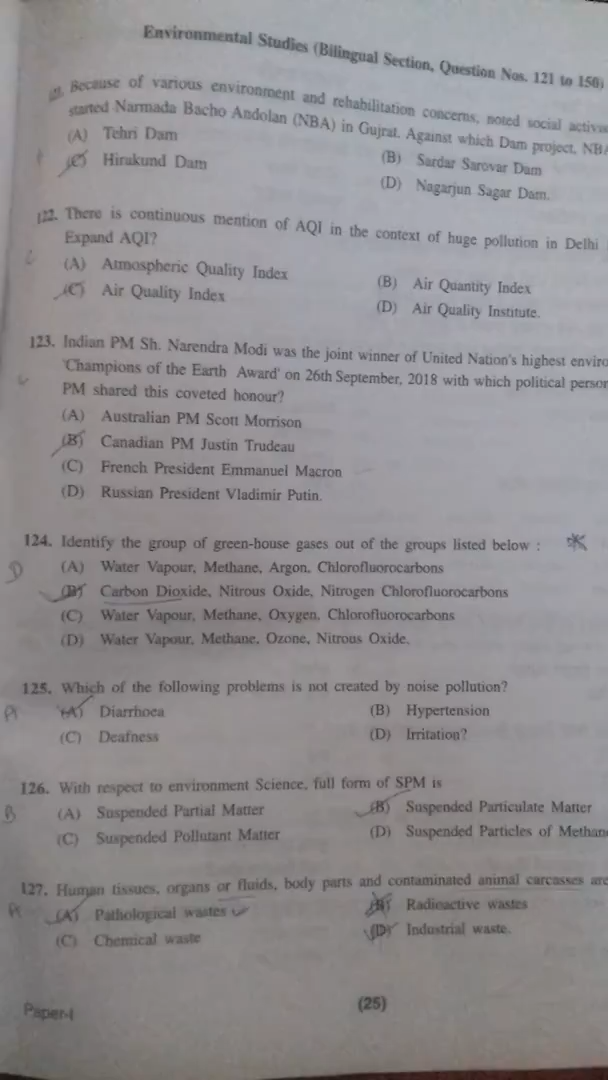 Environmental Studies (Bilingual Section, Question Nos. 121 to 150)
Because of various environment and rehabilitation concerns, noted social
started Narmada Bacho Andolan (NBA) in Gujrat. Against which Dam project,
(A) Tehri Dam
(B) Sardar Sarovar Dam
(C) Hirakund Dam
(D) Nagarjun Sagar Dam.
122. There is continuous mention of AQI in the context of huge pollution in Delhi
Expand AQI?
(A) Atmospheric Quality Index
(B) Air Quantity Index
(C) Air Quality Index
(D) Air Quality Institute.
123. Indian PM Sh. Narendra Modi was the joint winner of United Nation's highest
'Champions of the Earth Award' on 26th September, 2018 with which political
PM shared this coveted honour?
(A) Australian PM Scott Morrison
(B) Canadian PM Justin Trudeau
(C) French President Emmanuel Macron
(D) Russian President Vladimir Putin.
124. Identify the group of green-house gases out of the groups listed below :
(A) Water Vapour, Methane, Argon, Chlorofluorocarbons
D
(B) Carbon Dioxide, Nitrous Oxide, Nitrogen Chlorofluorocarbons
(C) Water Vapour, Methane, Oxygen, Chlorofluorocarbons
(D) Water Vapour, Methane, Ozone, Nitrous Oxide.
125. Which of the following problems is not created by noise pollution?
A (A) Diarrhoea
(B) Hypertension
(C) Deafness
(D) Irritation?
126. With respect to environment Science, full form of SPM is
B (A) Suspended Partial Matter
(B) Suspended Particulate Matter
(C) Suspended Pollutant Matter
(D) Suspended Particles of
127. Human tissues, organs or fluids, body parts and contaminated animal carcasses are
A (A) Pathological wastes
(B) Radioactive wastes
(C) Chemical waste
(D) Industrial waste.
Paper-I
(25)